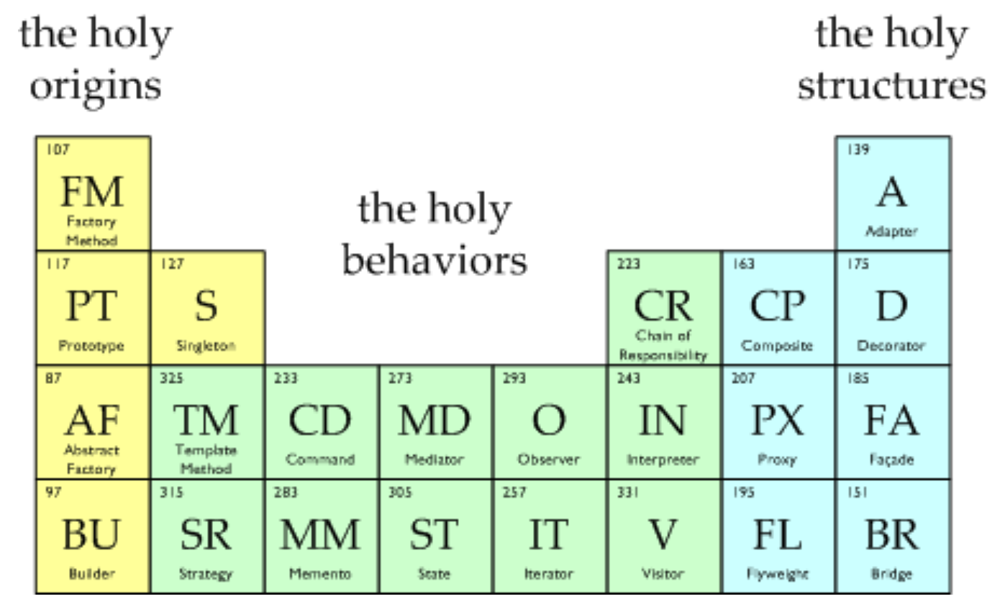 the holy
origins
the holy
structures
the holy
behaviors
107
FM
Factory
Method
139
A
Adapter
117
PT
Prototype
127
S
Singleton
223
CR
Chain of
Responsibility
163
CP
Composite
175
D
Decorator
87
AF
Abstract
Factory
325
TM
Template
Method
233
CD
Command
273
MD
Mediator
293
O
Observer
243
IN
Interpreter
207
PX
Proxy
185
FA
Façade
97
BU
Builder
315
SR
Strategy
283
MM
Memento
305
ST
State
257
IT
Iterator
331
V
Visitor
195
FL
Flyweight
151
BR
Bridge